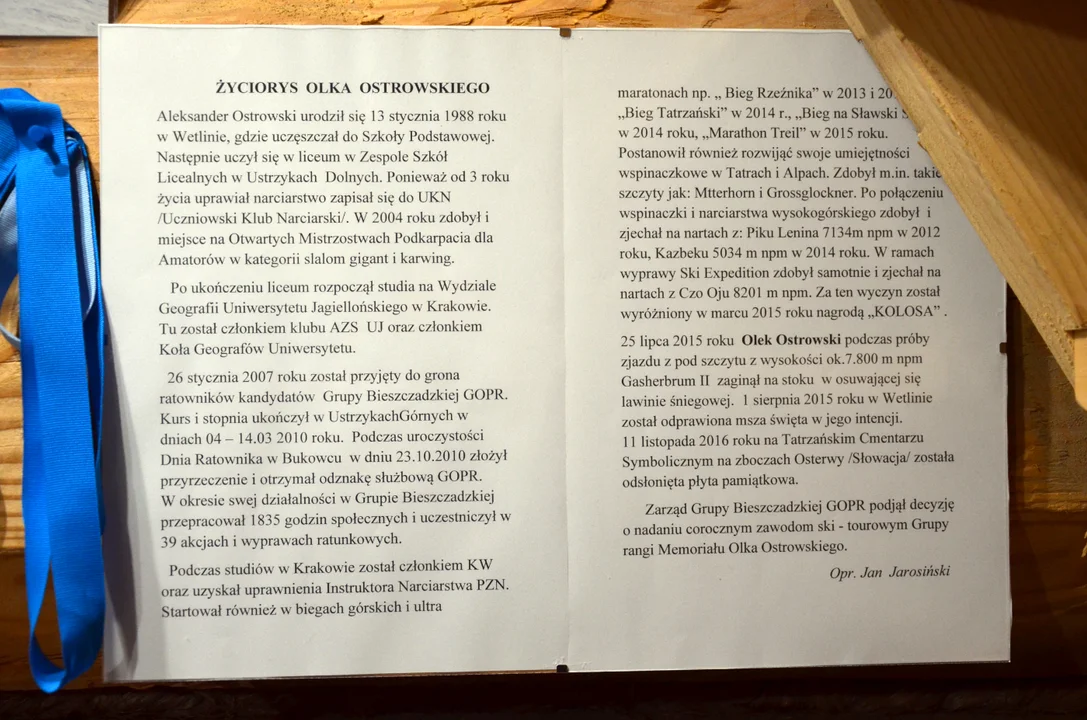 ŻYCIORYS OLKA OSTROWSKIEGO
Aleksander Ostrowski urodził się 13 stycznia 1988 roku
w Wetlinie, gdzie uczęszczał do Szkoły Podstawowej.
Następnie uczył się w liceum w Zespole Szkół
Licealnych w Ustrzykach Dolnych. Ponieważ od 3 roku
życia uprawiał narciarstwo zapisał się do UKN
/Uczniowski Klub Narciarski/. W 2004 roku zdobył i
miejsce na Otwartych Mistrzostwach Podkarpacia dla
Amatorów w kategorii slalom gigant i karwing.
Po ukończeniu liceum rozpoczął studia na Wydziale
Geografii Uniwersytetu Jagiellońskiego w Krakowie.
Tu został członkiem klubu AZS UJ oraz członkiem
Koła Geografów Uniwersytetu.
26 stycznia 2007 roku został przyjęty do grona
ratowników kandydatów Grupy Bieszczadzkiej GOPR.
Kurs i stopnia ukończył w UstrzykachGórnych w
dniach 04 – 14.03 2010 roku. Podczas uroczystości
Dnia Ratownika w Bukowcu w dniu 23.10.2010 złożył
przyrzeczenie i otrzymał odznakę służbową GOPR.
W okresie swej działalności w Grupie Bieszczadzkiej
przepracował 1835 godzin społecznych i uczestniczył w
39 akcjach i wyprawach ratunkowych.
Podczas studiów w Krakowie został członkiem KW
oraz uzyskał uprawnienia Instruktora Narciarstwa PZN.
Startował również w biegach górskich i ultra
maratonach np. „ Bieg Rzeźnika” w 2013 i
„Bieg Tatrzański” w 2014 r., „Bieg na Sławski
w 2014 roku, „Marathon Treil” w 2015 roku.
Postanowił również rozwijąć swoje umiejętności
wspinaczkowe w Tatrach i Alpach. Zdobył m.in. takie
szczyty jak: Mtterhorn i Grossglockner. Po połączeniu
wspinaczki i narciarstwa wysokogórskiego zdobył i
zjechał na nartach z: Piku Lenina 7134m npm w 2012
roku, Kazbeku 5034 m npm w 2014 roku. W ramach
wyprawy Ski Expedition zdobył samotnie i zjechał na
nartach z Czo Oju 8201 m npm. Za ten wyczyn został
wyróżniony w marcu 2015 roku nagrodą „KOLOSA” .
25 lipca 2015 roku Olek Ostrowski podczas próby
zjazdu z pod szczytu z wysokości ok.7.800 m npm
Gasherbrum II zaginął na stoku w osuwającej się
lawinie śniegowej. 1 sierpnia 2015 roku w Wetlinie
został odprawiona msza święta w jego intencji.
11 listopada 2016 roku na Tatrzańskim Cmentarzu
Symbolicznym na zboczach Osterwy /Słowacja/ została
odsłonięta płyta pamiątkowa.
Zarząd Grupy Bieszczadzkiej GOPR podjął decyzję
o nadaniu corocznym zawodom ski - tourowym Grupy
rangi Memoriału Olka Ostrowskiego.
Opr. Jan Jarosiński